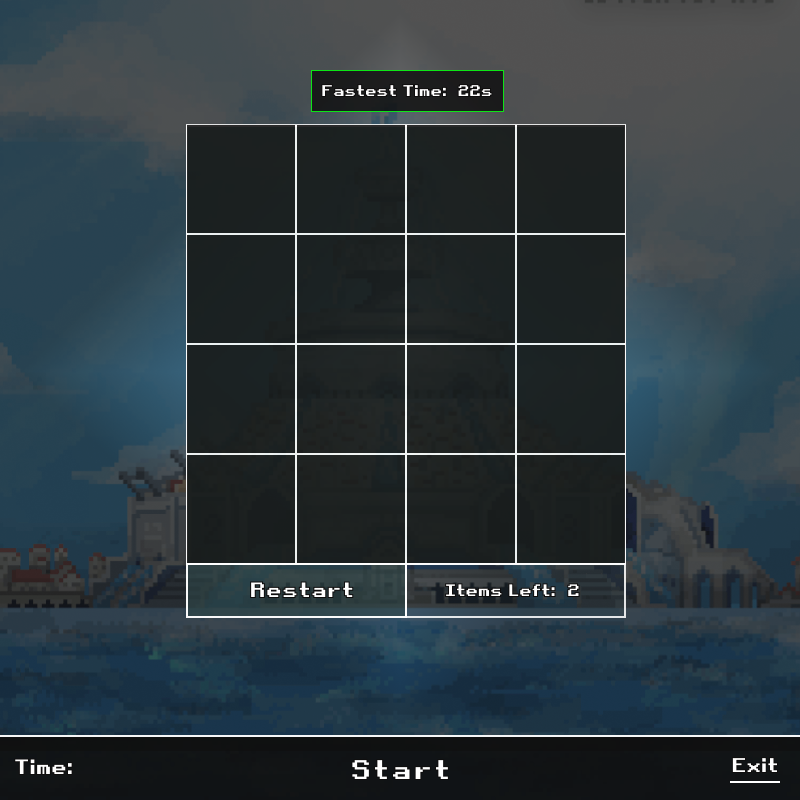 Fastest Time: 22s
Restart
Items Left: 2
Time:
Start
Exit